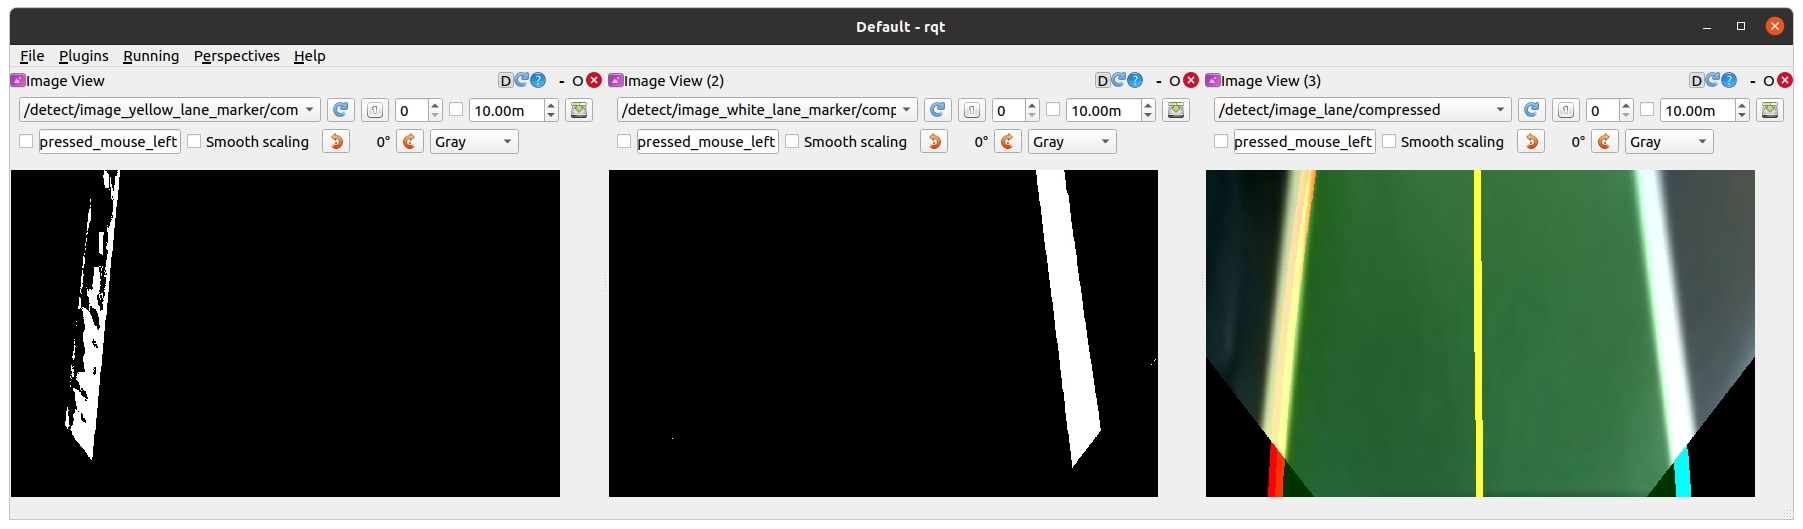 Default - rqt
File Plugins Running Perspectives Help
Image View D ? - O Image View (2) D ? - O Image View (3) D ? - O
/detect/image_yellow_lane_marker/com 0 10.00m /detect/image_white_lane_marker/comp 0 10.00m /detect/image_lane/compressed 0 10.00m
pressed_mouse_left Smooth scaling 0° Gray pressed_mouse_left Smooth scaling 0° Gray pressed_mouse_left Smooth scaling 0° Gray